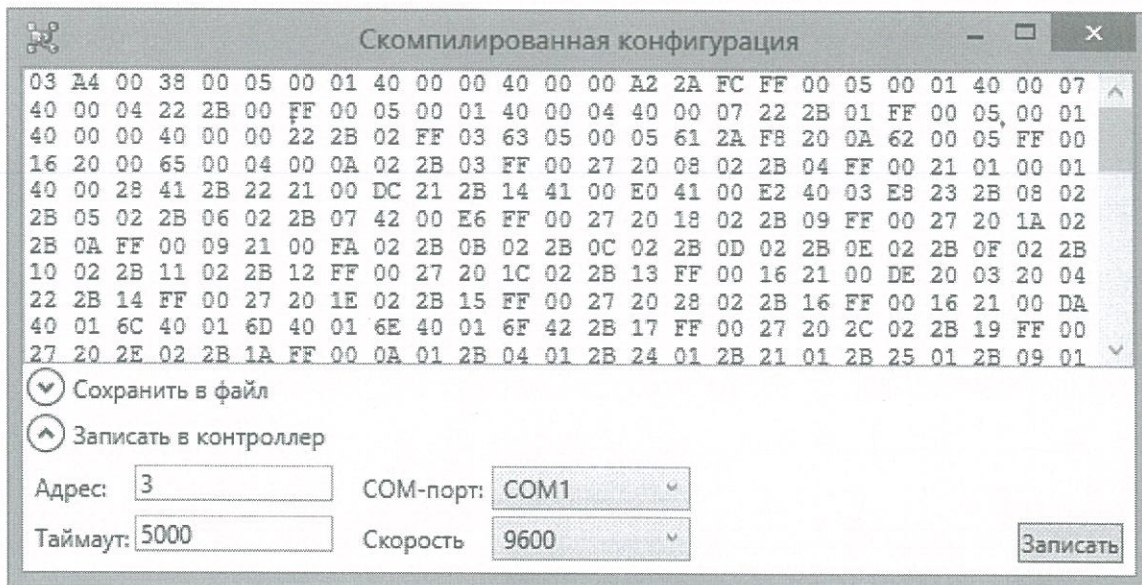 Скомпилированная конфигурация
03 A4 00 38 00 05 00 01 40 00 00 40 00 00 A2 2A FC FF 00 05 00 01 40 00 07
40 00 04 22 2B 00 FF 00 05 00 01 40 00 04 40 00 07 22 2B 01 FF 00 05 00 01
40 00 00 40 00 00 22 2B 02 FF 03 63 05 00 05 61 2A F8 20 0A 62 00 05 FF 00
16 20 00 65 00 04 00 0A 02 2B 03 FF 00 27 20 08 02 2B 04 FF 00 21 01 00 01
40 00 28 41 2B 22 21 00 DC 21 2B 14 41 00 E0 41 00 E2 40 03 E8 23 2B 08 02
2B 05 02 2B 06 02 2B 07 42 00 E6 FF 00 27 20 18 02 2B 09 FF 00 27 20 1A 02
2B 0A FF 00 09 21 00 FA 02 2B 0B 02 2B 0C 02 2B 0D 02 2B 0E 02 2B 0F 02 2B
10 02 2B 11 02 2B 12 FF 00 27 20 1C 02 2B 13 FF 00 16 21 00 DE 20 03 20 04
22 2B 14 FF 00 27 20 1E 02 2B 15 FF 00 27 20 28 02 2B 16 FF 00 16 21 00 DA
40 01 6C 40 01 6D 40 01 6E 40 01 6F 42 2B 17 FF 00 27 20 2C 02 2B 19 FF 00
27 20 2E 02 2B 1A FF 00 0A 01 2B 04 01 2B 24 01 2B 21 01 2B 25 01 2B 09 01
Сохранить в файл
Записать в контроллер
Адрес: 3 COM-порт: COM1
Таймаут: 5000 Скорость 9600
Записать